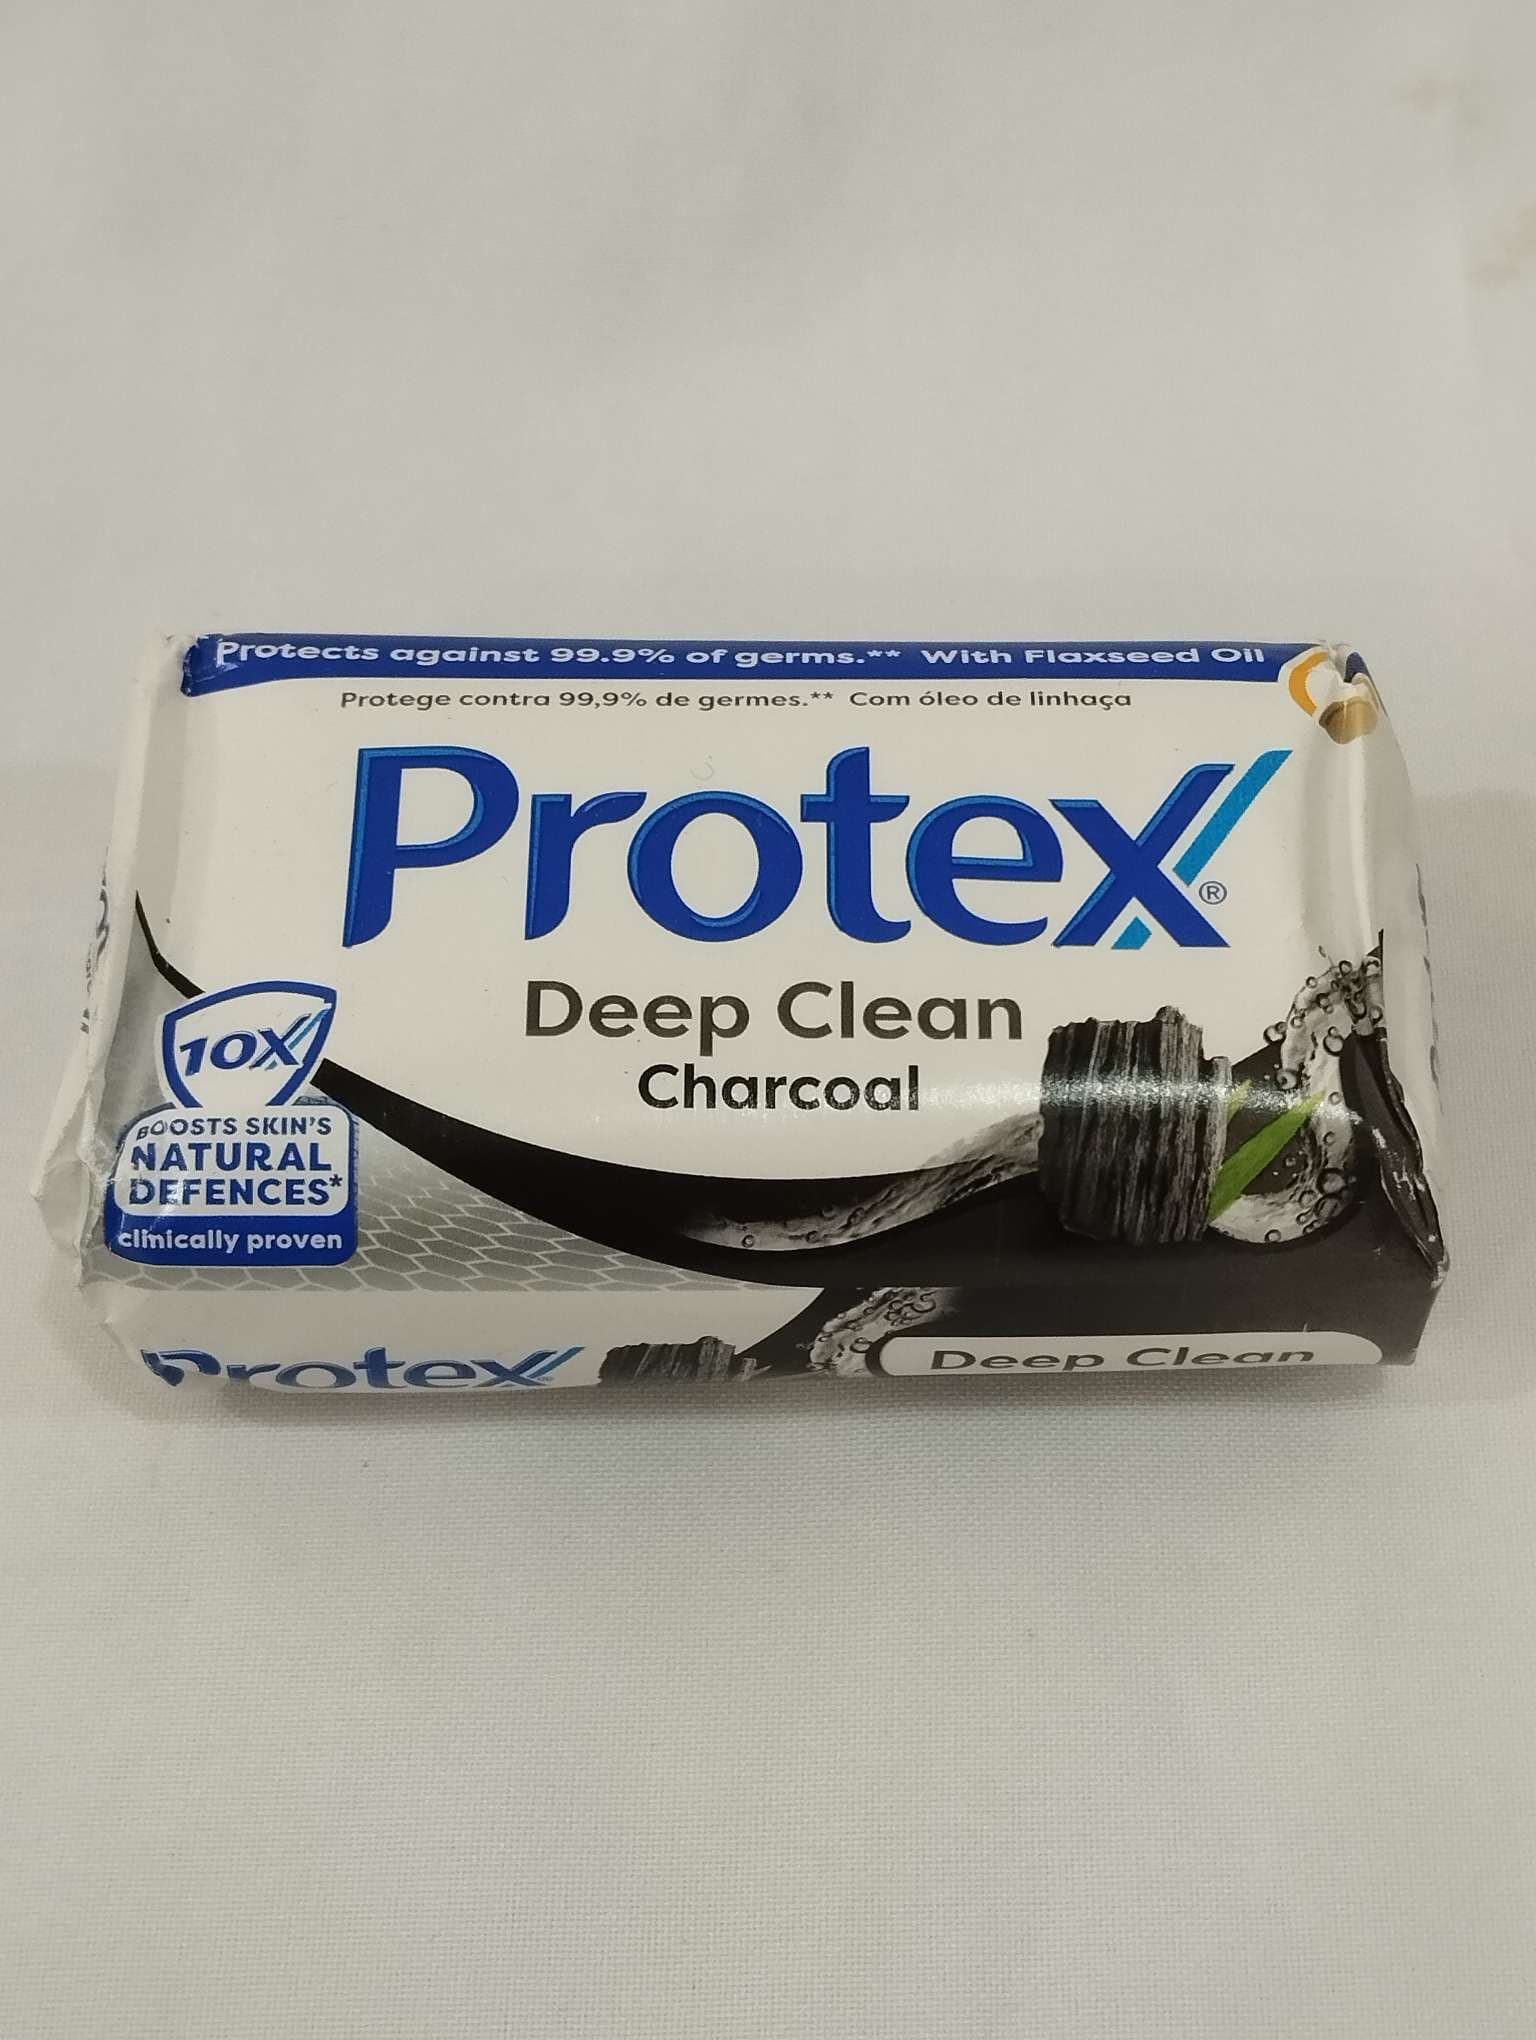 Protects against 99.9% of germs.** With Flaxseed Oil
Protege contra 99,9% de germes.** Com óleo de linhaça
Protex®
Deep Clean
Charcoal
10X
BOOSTS SKIN'S
NATURAL
DEFENCES*
clinically proven
Protex®
Deep Clean